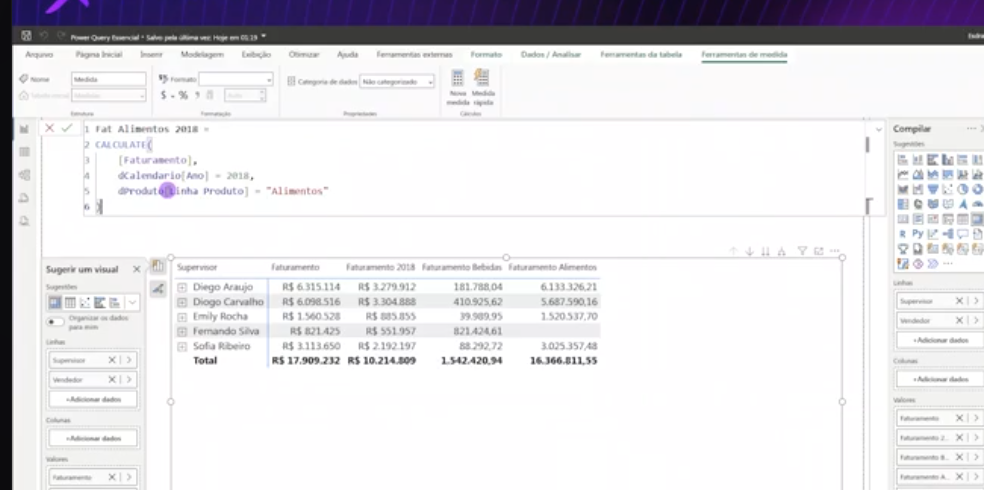 Power Query Essencial • Salvo pela última vez: Hoje em 01:19
Arquivo Página Inicial Inserir Modelagem Exibição Otimizar Ajuda Ferramentas externas Formato Dados / Analisar Ferramentas da tabela Ferramentas de medida
Nome Medida Formato Categoria de dados Não categorizado
$ % Auto
Nova medida Medida rápida
Estrutura Formatação Propriedades Cálculos
1 Fat Alimentos 2018 =
2 CALCULATE(
3 [Faturamento],
4 dCalendario[Ano] = 2018,
5 dProduto[Linha Produto] = "Alimentos"
6 )
Compilar
Sugestões
Sugerir um visual
Sugestões
Organizar os dados para mim
Linhas
Supervisor
Vendedor
+Adicionar dados
Colunas
+Adicionar dados
Valores
Faturamento
Supervisor Faturamento Faturamento 2018 Faturamento Bebidas Faturamento Alimentos
Diego Araujo R$ 6.315.114 R$ 3.279.912 181.788,04 6.133.326,21
Diogo Carvalho R$ 6.098.516 R$ 3.304.888 410.925,62 5.687.590,16
Emily Rocha R$ 1.560.528 R$ 885.855 39.989,95 1.520.537,70
Fernando Silva R$ 821.425 R$ 551.957 821.424,61
Sofia Ribeiro R$ 3.113.650 R$ 2.192.197 88.292,72 3.025.357,48
Total R$ 17.909.232 R$ 10.214.809 1.542.420,94 16.366.811,55
R Py
Linhas
Supervisor
Vendedor
+Adicionar dados
Colunas
+Adicionar dados
Valores
Faturamento
Faturamento 2...
Faturamento B...
Faturamento A...